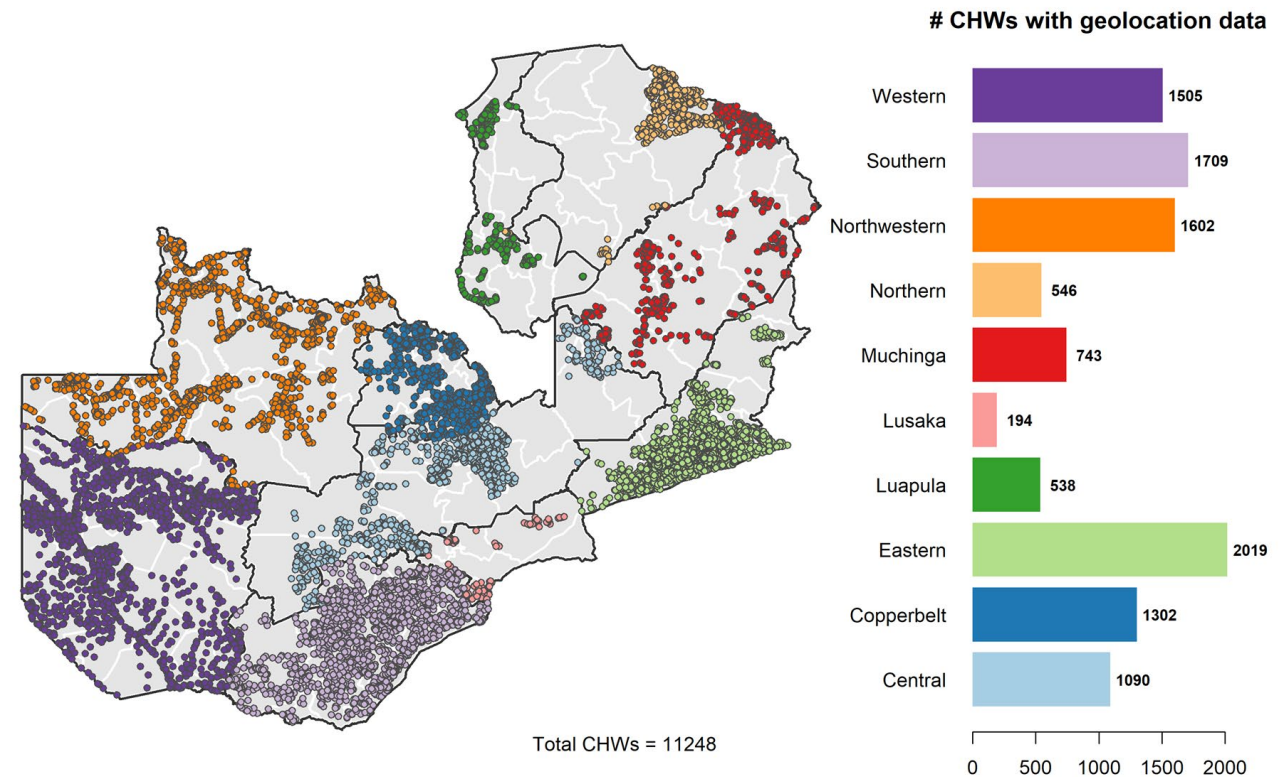 # CHWs with geolocation data
Western 1505
Southern 1709
Northwestern 1602
Northern 546
Muchinga 743
Lusaka 194
Luapula 538
Eastern 2019
Copperbelt 1302
Central 1090
Total CHWs = 11248
0 500 1000 1500 2000